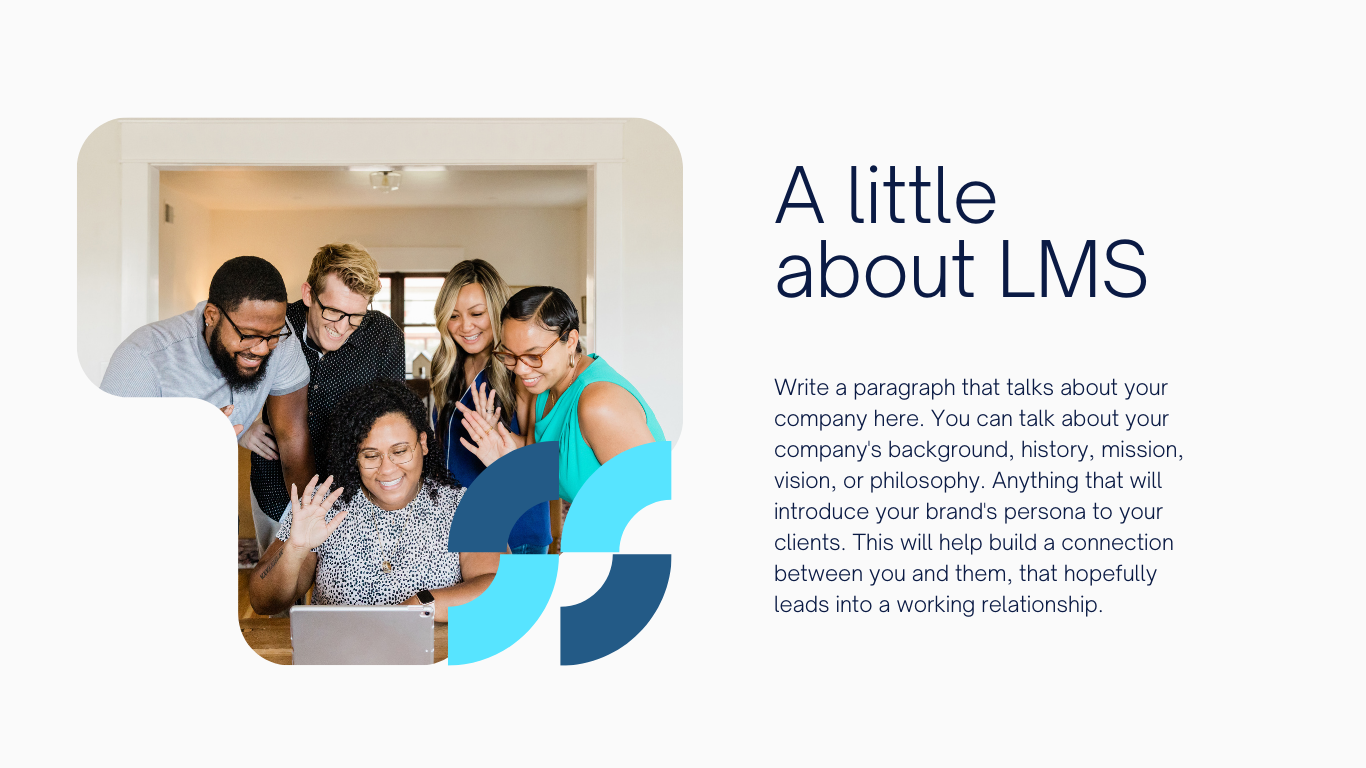 A little
about LMS
Write a paragraph that talks about your
company here. You can talk about your
company's background, history, mission,
vision, or philosophy. Anything that will
introduce your brand's persona to your
clients. This will help build a connection
between you and them, that hopefully
leads into a working relationship.